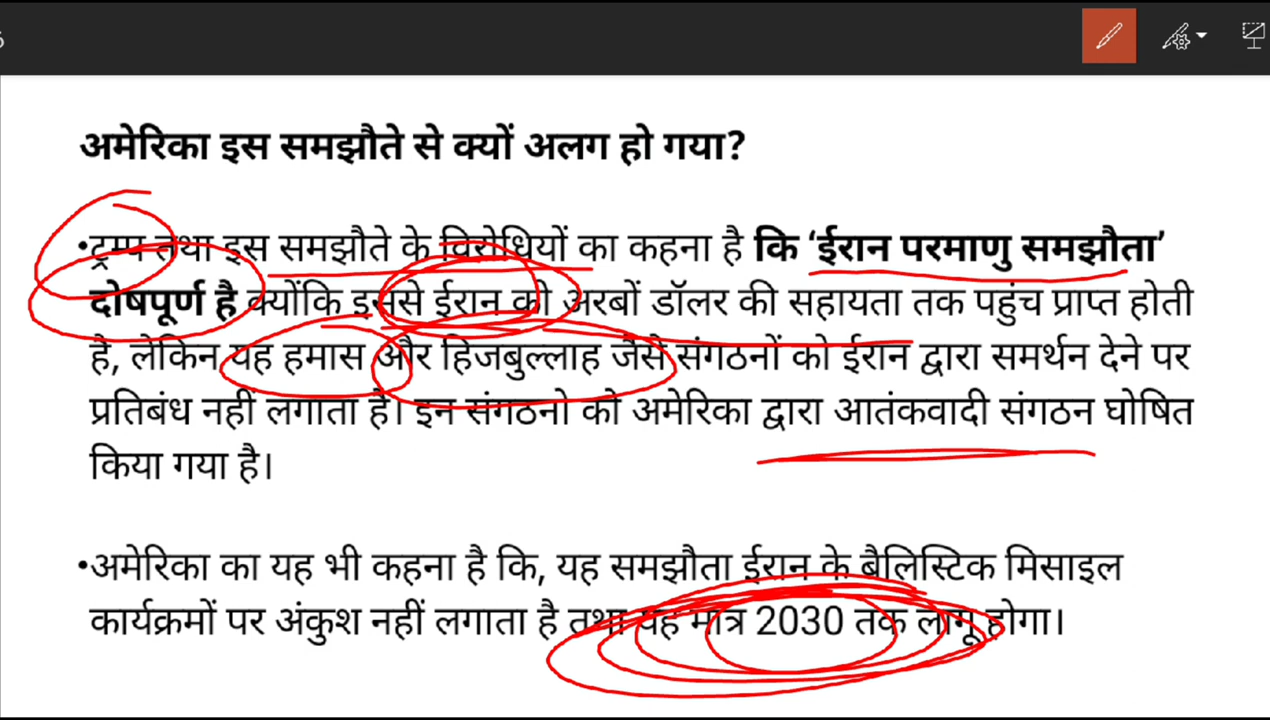 अमेरिका इस समझौते से क्यों अलग हो गया?
•ट्रम्प तथा इस समझौते के विरोधियों का कहना है कि ‘ईरान परमाणु समझौता’
दोषपूर्ण है क्योंकि इससे ईरान को अरबों डॉलर की सहायता तक पहुंच प्राप्त होती
है, लेकिन यह हमास और हिजबुल्लाह जैसे संगठनों को ईरान द्वारा समर्थन देने पर
प्रतिबंध नहीं लगाता है। इन संगठनो को अमेरिका द्वारा आतंकवादी संगठन घोषित
किया गया है।
•अमेरिका का यह भी कहना है कि, यह समझौता ईरान के बैलिस्टिक मिसाइल
कार्यक्रमों पर अंकुश नहीं लगाता है तथा यह मात्र 2030 तक लागू होगा।